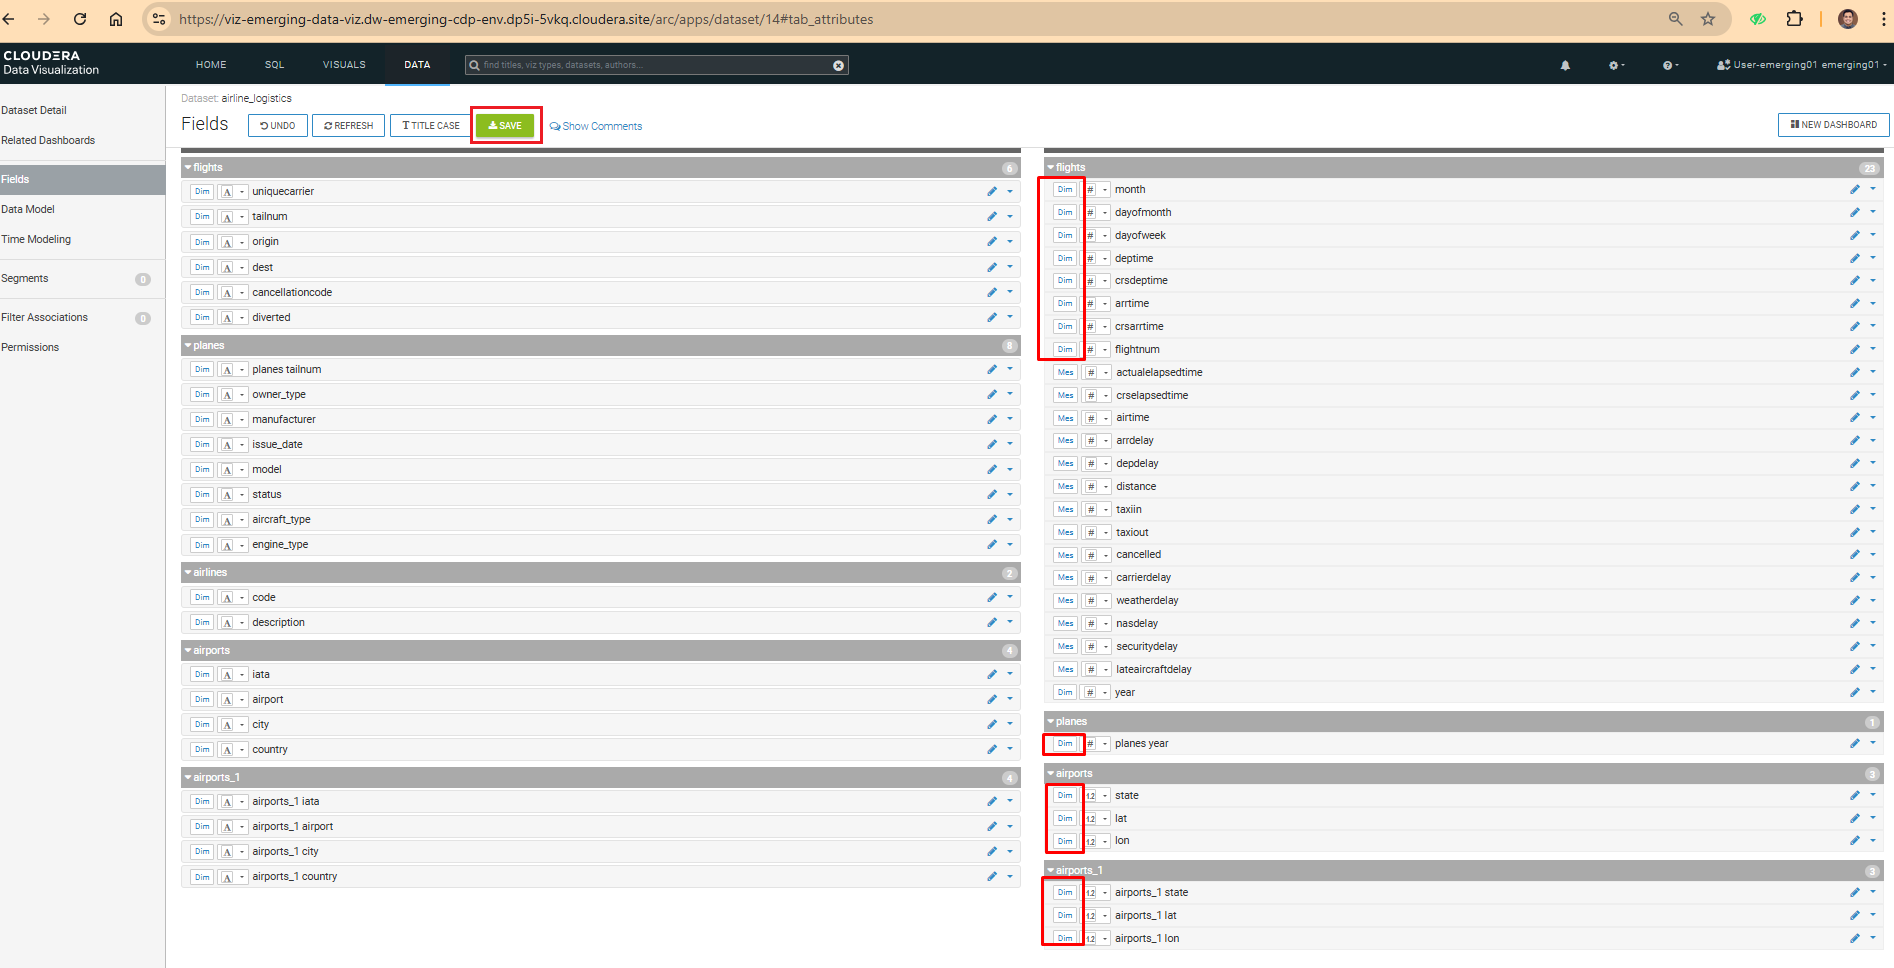 https://viz-emerging-data-viz.dw-emerging-cdp-env.dp5i-5vkq.cloudera.site/arc/apps/dataset/14#tab_attributes
CLOUDERA
Data Visualization
HOME
SQL
VISUALS
DATA
find titles, viz types, datasets, authors...
User-emerging01 emerging01
Dataset Detail
Related Dashboards
Fields
Data Model
Time Modeling
Segments 0
Filter Associations 0
Permissions
Dataset: airline_logistics
Fields
UNDO
REFRESH
TITLE CASE
SAVE
Show Comments
NEW DASHBOARD
flights 6
Dim A uniquecarrier
Dim A tailnum
Dim A origin
Dim A dest
Dim A cancellationcode
Dim A diverted
planes 8
Dim A planes tailnum
Dim A owner_type
Dim A manufacturer
Dim A issue_date
Dim A model
Dim A status
Dim A aircraft_type
Dim A engine_type
airlines 2
Dim A code
Dim A description
airports 4
Dim A iata
Dim A airport
Dim A city
Dim A country
airports_1 4
Dim A airports_1 iata
Dim A airports_1 airport
Dim A airports_1 city
Dim A airports_1 country
flights 23
Dim # month
Dim # dayofmonth
Dim # dayofweek
Dim # deptime
Dim # crsdeptime
Dim # arrtime
Dim # crsarrtime
Dim # flightnum
Mes # actualelapsedtime
Mes # crselapsedtime
Mes # airtime
Mes # arrdelay
Mes # depdelay
Mes # distance
Mes # taxiin
Mes # taxiout
Mes # cancelled
Mes # carrierdelay
Mes # weatherdelay
Mes # nasdelay
Mes # securitydelay
Mes # lateaircraftdelay
Dim # year
planes 1
Dim # planes year
airports 3
Dim 1.2 state
Dim 1.2 lat
Dim 1.2 lon
airports_1 3
Dim 1.2 airports_1 state
Dim 1.2 airports_1 lat
Dim 1.2 airports_1 lon